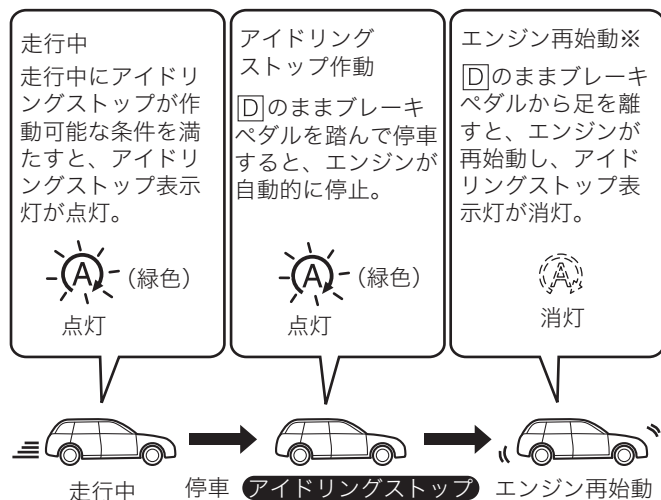 走行中
走行中にアイドリ
ングストップが作
動可能な条件を満
たすと、アイドリ
ングストップ表示
灯が点灯。
A (緑色)
点灯
アイドリング
ストップ作動
Dのままブレーキ
ペダルを踏んで停車
すると、エンジンが
自動的に停止。
A (緑色)
点灯
エンジン再始動※
Dのままブレーキ
ペダルから足を離
すと、エンジンが
再始動し、アイド
リングストップ表
示灯が消灯。
A
消灯
走行中 停車 アイドリングストップ エンジン再始動